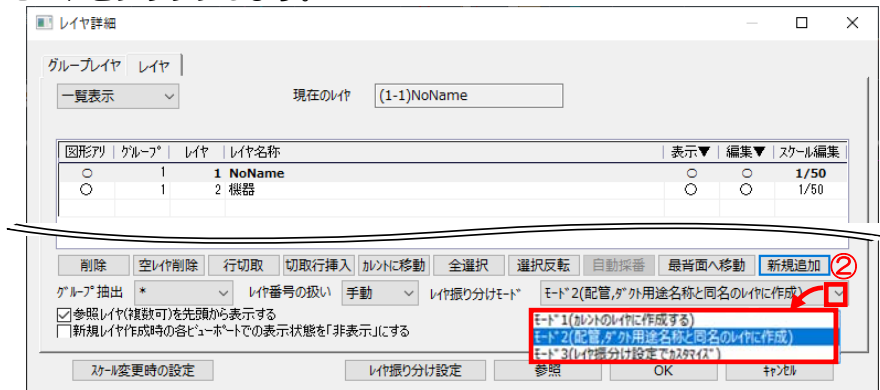 レイヤ詳細
グループレイヤ レイヤ
一覧表示 現在のレイヤ (1-1)NoName
図形アリ グループ レイヤ レイヤ名称 表示▼ 編集▼ スケール編集
○ 1 1 NoName ○ ○ 1/50
○ 1 2 機器 ○ ○ 1/50
削除 空レイヤ削除 行切取 切取行挿入 カレントに移動 全選択 選択反転 自動採番 最背面へ移動 新規追加 ②
グループ抽出 * レイヤ番号の扱い 手動 レイヤ振り分けモード モード2(配管,ダクト用途名称と同名のレイヤに作成)
参照レイヤ(複数可)を先頭から表示する
新規レイヤ作成時の各ビューポートでの表示状態を「非表示」にする
モード1(カレントのレイヤに作成する)
モード2(配管,ダクト用途名称と同名のレイヤに作成)
モード3(レイヤ振分け設定でカスタマイズ)
スケール変更時の設定 レイヤ振り分け設定 参照 OK キャンセル